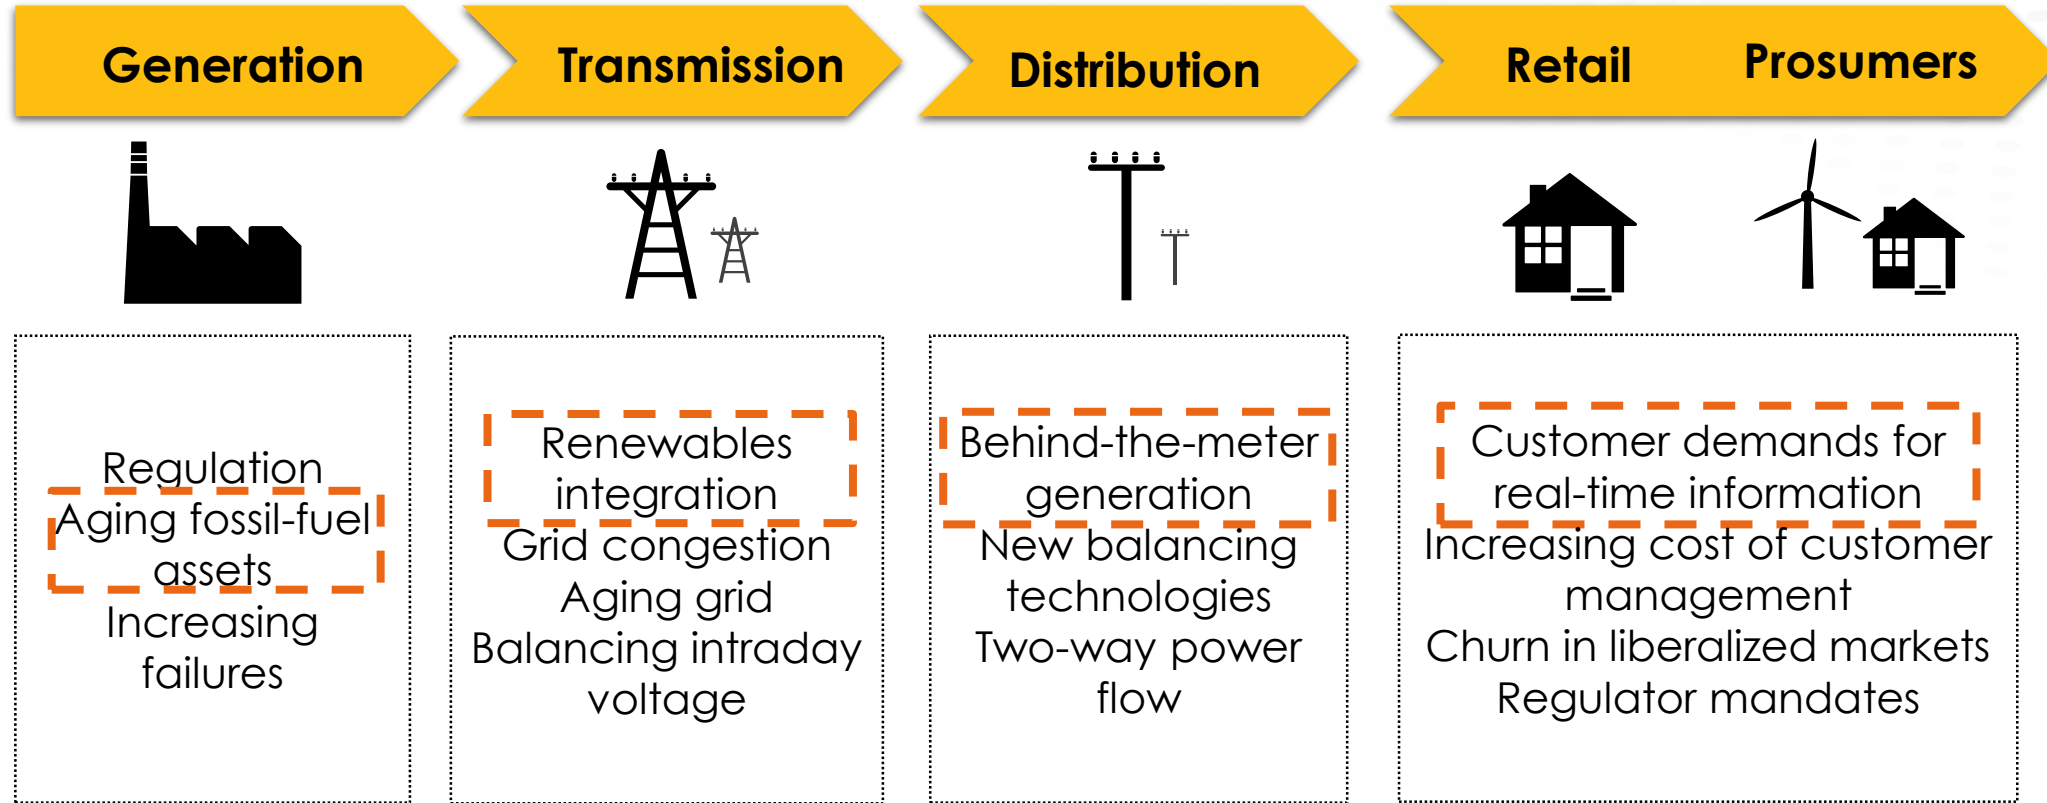 Generation
Transmission
Distribution
Retail
Prosumers
Regulation
Aging fossil-fuel
assets
Increasing
failures
Renewables
integration
Grid congestion
Aging grid
Balancing intraday
voltage
Behind-the-meter
generation
New balancing
technologies
Two-way power
flow
Customer demands for
real-time information
Increasing cost of customer
management
Churn in liberalized markets
Regulator mandates